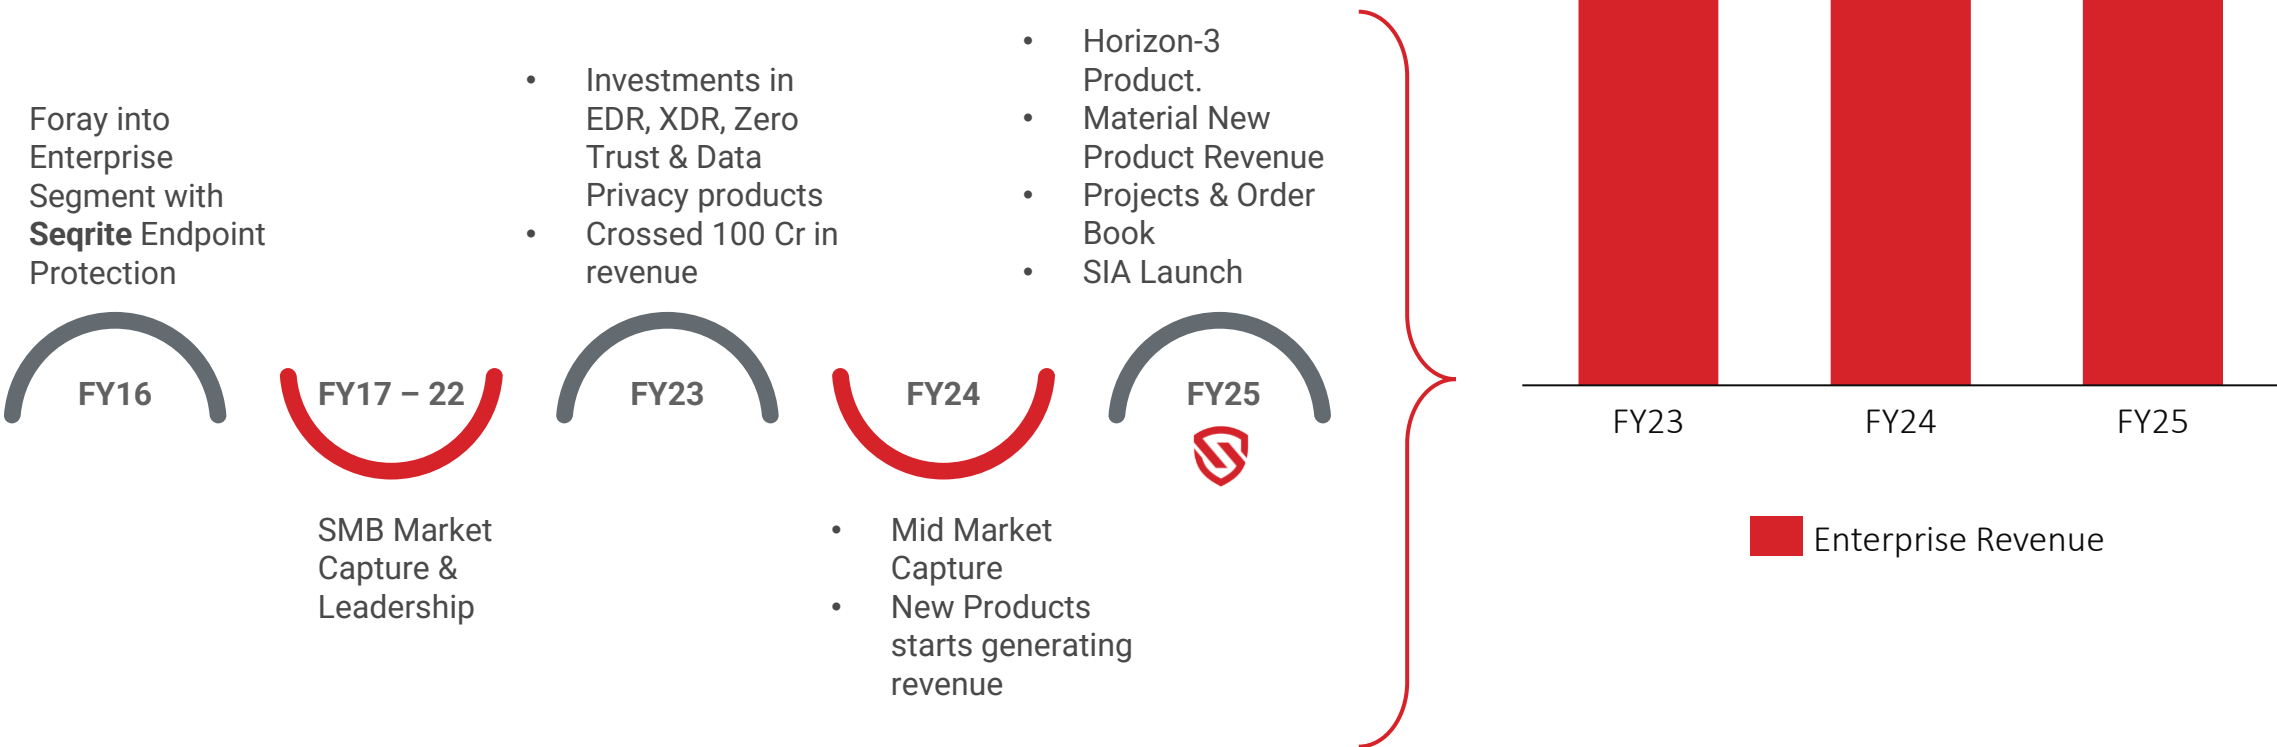 Foray into
Enterprise
Segment with
Seqrite Endpoint
Protection
FY16
FY17 – 22
SMB Market
Capture &
Leadership
• Investments in
EDR, XDR, Zero
Trust & Data
Privacy products
• Crossed 100 Cr in
revenue
FY23
FY24
• Mid Market
Capture
• New Products
starts generating
revenue
• Horizon-3
Product.
• Material New
Product Revenue
• Projects & Order
Book
• SIA Launch
FY25
FY23
FY24
FY25
Enterprise Revenue